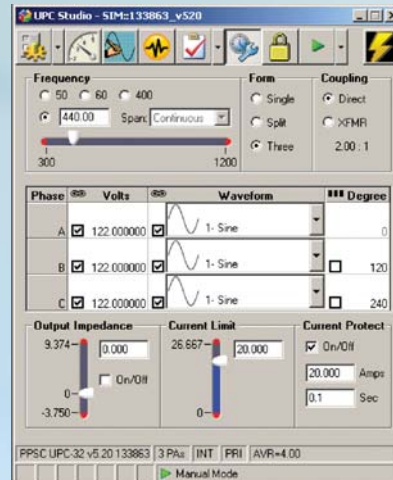 UPC Studio - SIM::133863_v520
Frequency
50 60 400
440.00 Span: Continuous
300 1200
Form
Single
Split
Three
Coupling
Direct
XFMR
2.00 : 1
Phase Volts Waveform Degree
A 122.000000 1- Sine 0
B 122.000000 1- Sine 120
C 122.000000 1- Sine 240
Output Impedance
9.374 0.000
On/Off
0
-3.750
Current Limit
26.667 20.000
0
Current Protect
On/Off
20.000 Amps
0.1 Sec
PPSC UPC-32 v5.20 133863 3 PAs INT PRI AVR=4.00
Manual Mode